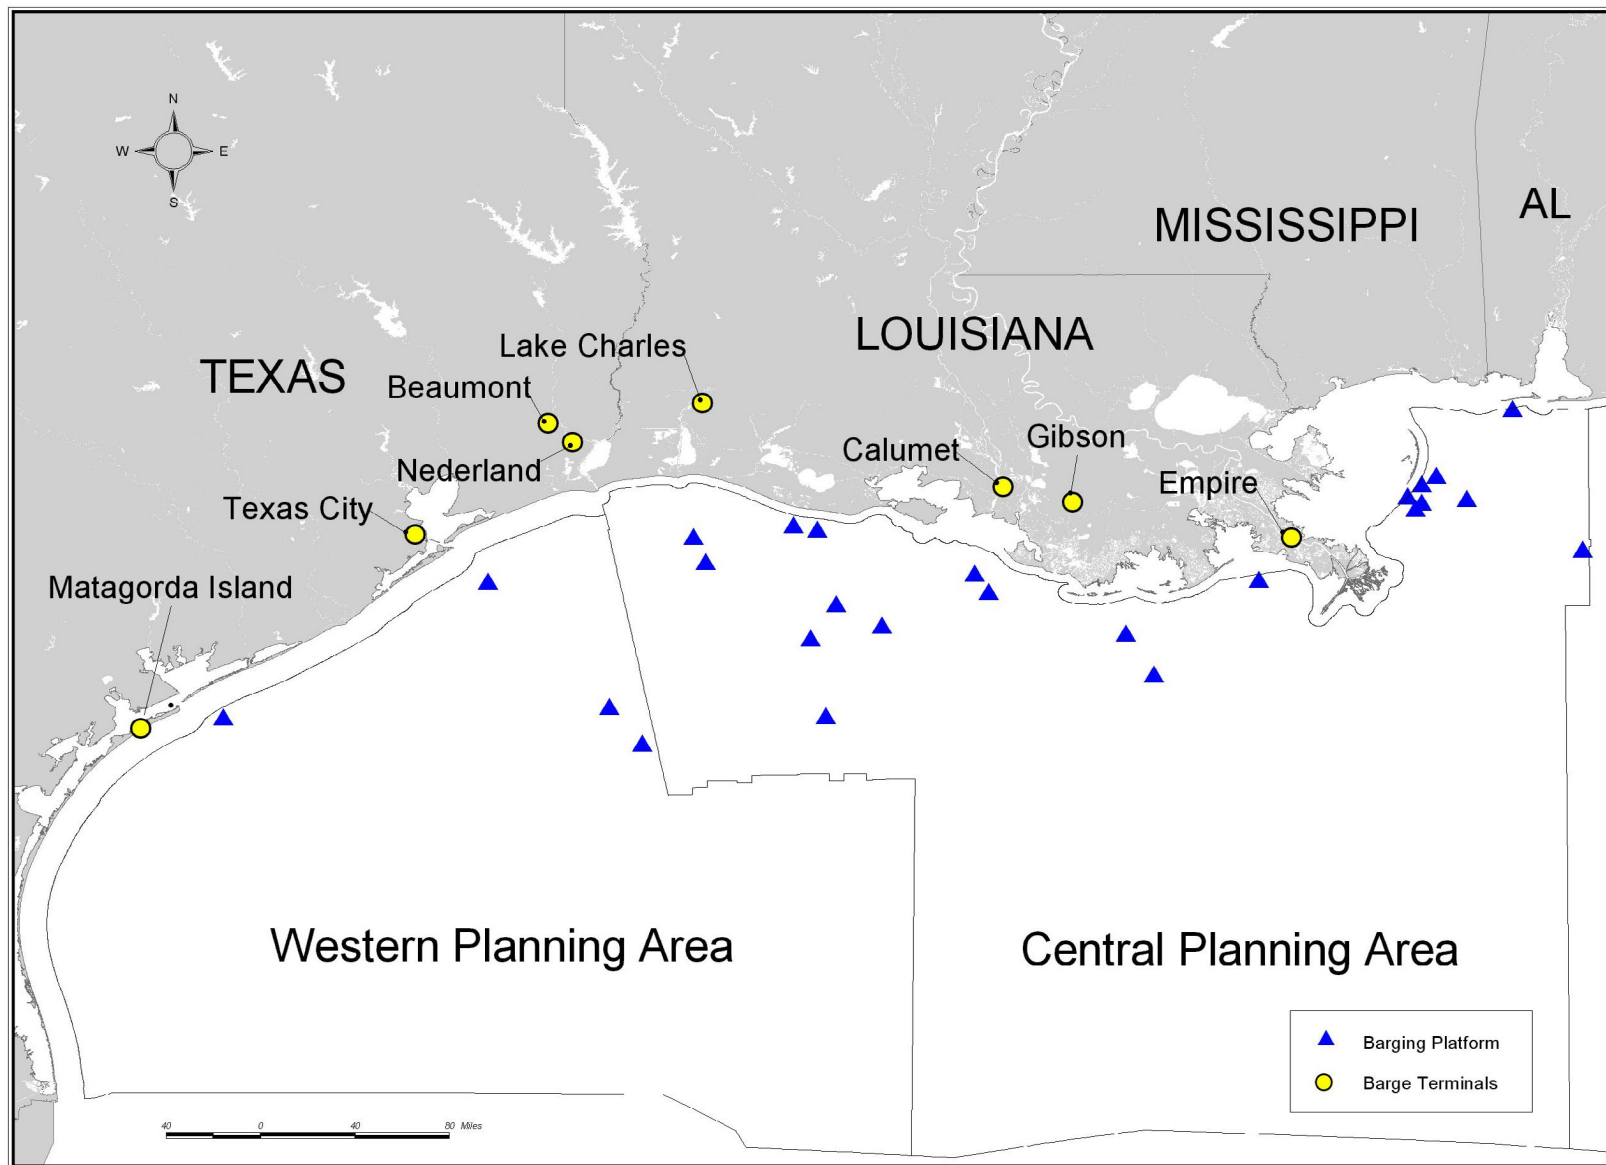 N
W E
S
AL
MISSISSIPPI
LOUISIANA
Lake Charles
TEXAS
Beaumont
Gibson
Calumet
Nederland
Empire
Texas City
Matagorda Island
Western Planning Area
Central Planning Area
Barging Platform
Barge Terminals
40 0 40 80 Miles